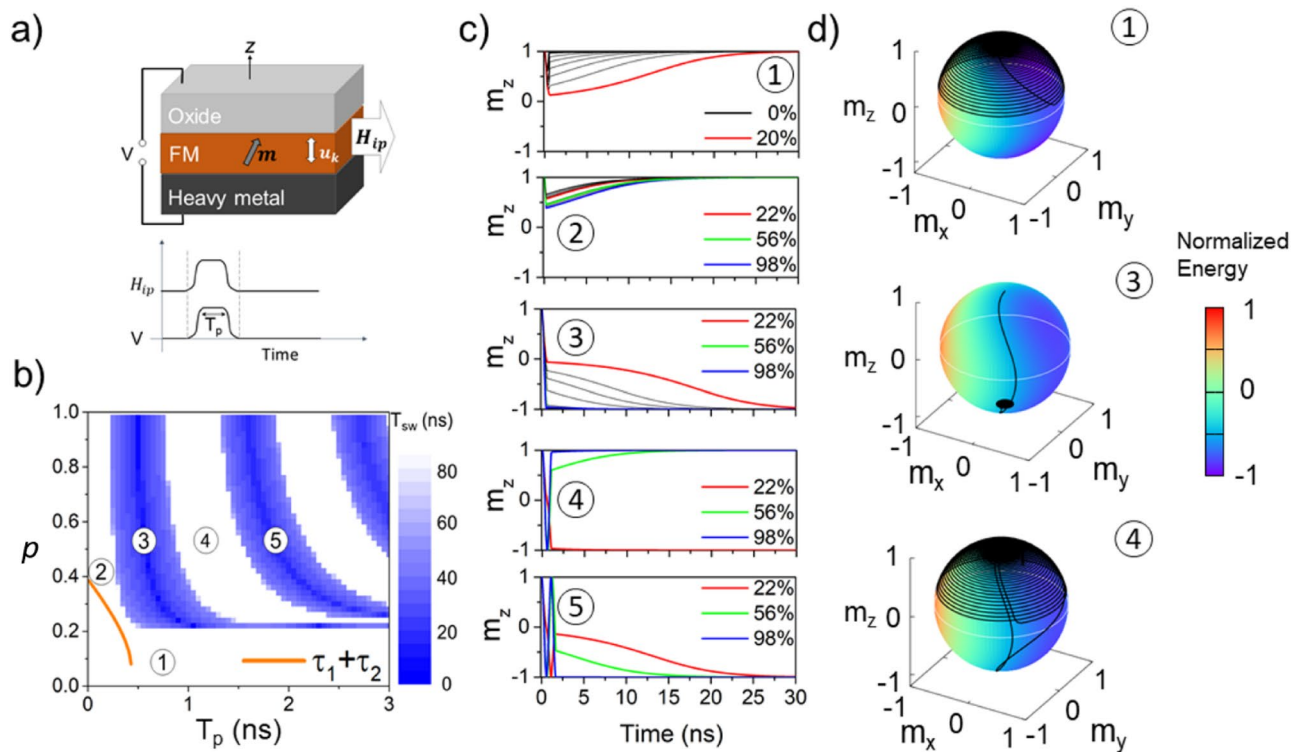 a)
z
Oxide
FM
m
u_k
H_ip
V
Heavy metal
H_ip
V
T_p
Time
b)
p
1.0
0.8
0.6
0.4
0.2
0.0
0
1
2
3
T_p (ns)
① ② ③ ④ ⑤
τ₁+τ₂
T_sw (ns)
80
60
40
20
0
c)
m_z
1
0
-1
①
0%
20%
m_z
1
0
-1
②
22%
56%
98%
m_z
1
0
-1
③
22%
56%
98%
m_z
1
0
-1
④
22%
56%
98%
m_z
1
0
-1
⑤
22%
56%
98%
0
5
10
15
20
25
30
Time (ns)
d)
①
m_z
1
0
-1
-1
0
1
m_x
-1
0
1
m_y
③
m_z
1
0
-1
-1
0
1
m_x
-1
0
1
m_y
④
m_z
1
0
-1
-1
0
1
m_x
-1
0
1
m_y
Normalized
Energy
1
0
-1